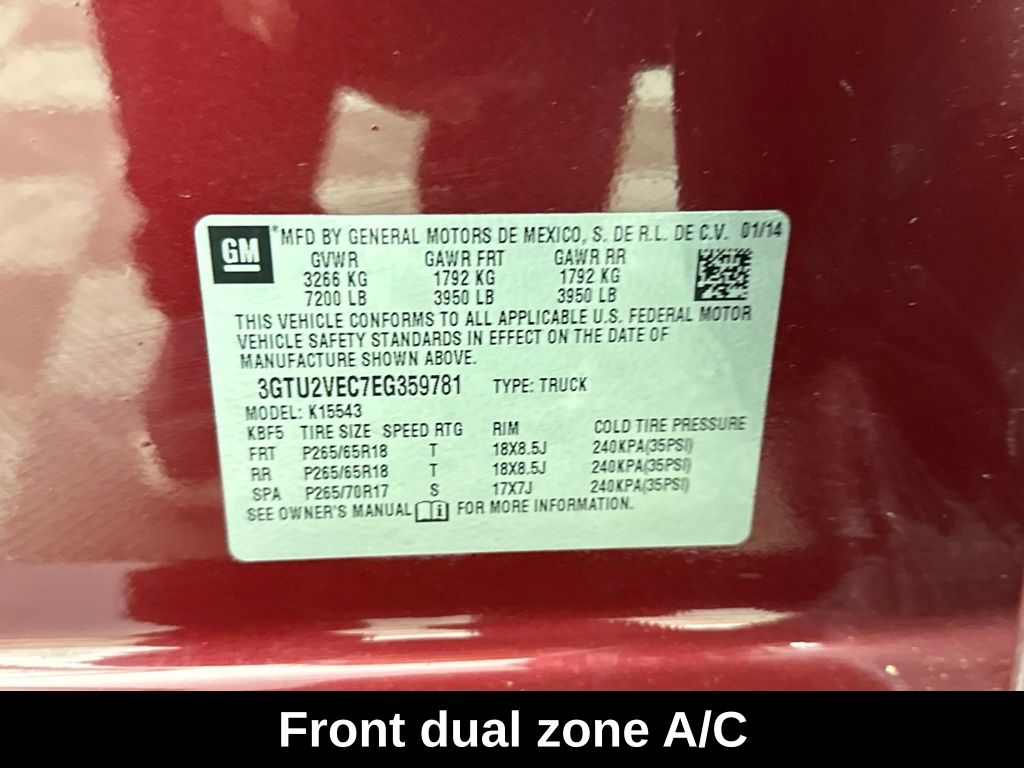 GM
*MFD BY GENERAL MOTORS DE MEXICO, S. DE R.L. DE C.V. 01/14
GVWR GAWR FRT GAWR RR
3266 KG 1792 KG 1792 KG
7200 LB 3950 LB 3950 LB
THIS VEHICLE CONFORMS TO ALL APPLICABLE U.S. FEDERAL MOTOR
VEHICLE SAFETY STANDARDS IN EFFECT ON THE DATE OF
MANUFACTURE SHOWN ABOVE.
3GTU2VEC7EG359781 TYPE: TRUCK
MODEL: K15543
KBF5 TIRE SIZE SPEED RTG RIM COLD TIRE PRESSURE
FRT P265/65R18 T 18X8.5J 240KPA(35PSI)
RR P265/65R18 T 18X8.5J 240KPA(35PSI)
SPA P265/70R17 S 17X7J 240KPA(35PSI)
SEE OWNER'S MANUAL FOR MORE INFORMATION.
Front dual zone A/C